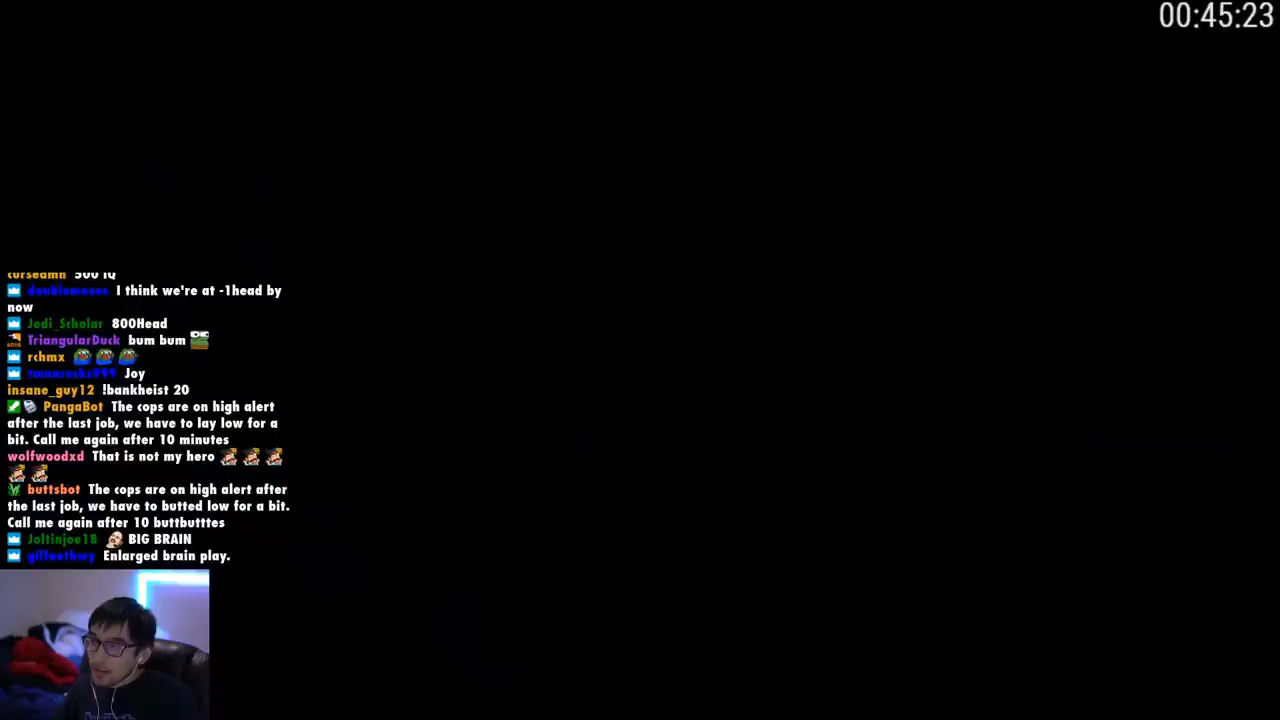 00:45:23
curseamn 500 IQ
I think we're at -1head by
now
Jedi_Scholar 800Head
TriangularDuck bum bum
rchmx
Joy
insane_guy12 !bankheist 20
PangaBot The cops are on high alert
after the last job, we have to lay low for a
bit. Call me again after 10 minutes
wolfwoodxd That is not my hero
buttsbot The cops are on high alert after
the last job, we have to butted low for a bit.
Call me again after 10 buttbutttes
Joltinjoe18 BIG BRAIN
Enlarged brain play.